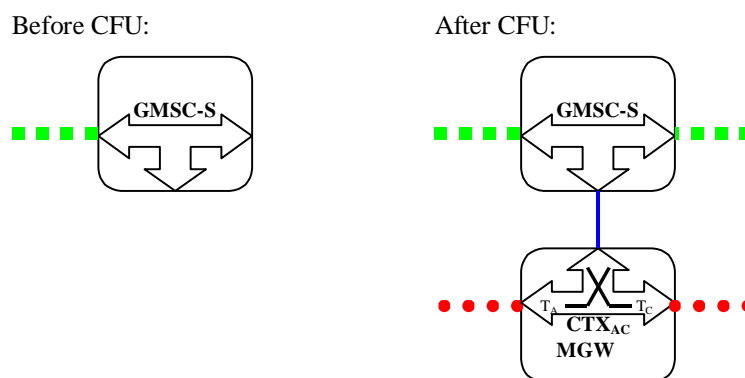 Before CFU:
After CFU:
GMSC-S
GMSC-S
TA TC
CTXAC
MGW